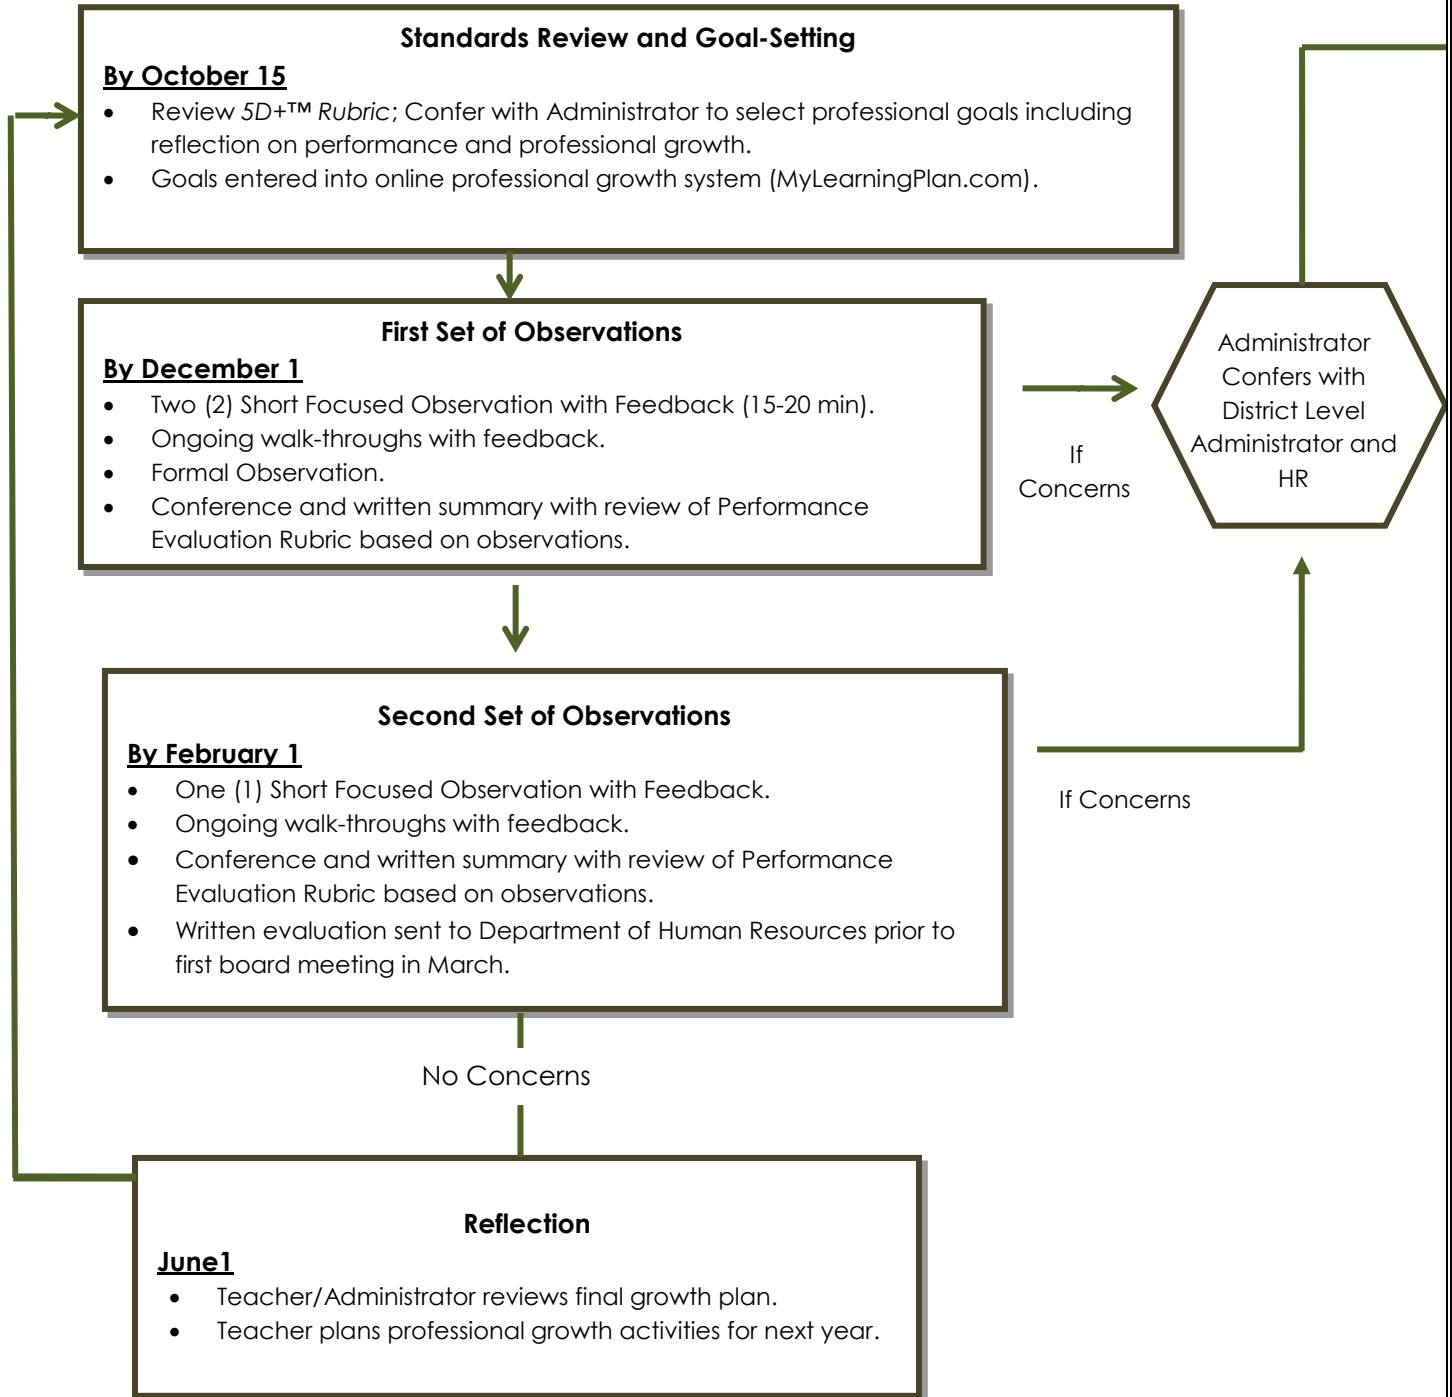 Standards Review and Goal-Setting
By October 15
• Review 5D+™ Rubric; Confer with Administrator to select professional goals including
reflection on performance and professional growth.
• Goals entered into online professional growth system (MyLearningPlan.com).
First Set of Observations
By December 1
• Two (2) Short Focused Observation with Feedback (15-20 min).
• Ongoing walk-throughs with feedback.
• Formal Observation.
• Conference and written summary with review of Performance
Evaluation Rubric based on observations.
If
Concerns
Administrator
Confers with
District Level
Administrator and
HR
Second Set of Observations
By February 1
• One (1) Short Focused Observation with Feedback.
• Ongoing walk-throughs with feedback.
• Conference and written summary with review of Performance
Evaluation Rubric based on observations.
• Written evaluation sent to Department of Human Resources prior to
first board meeting in March.
If Concerns
No Concerns
Reflection
June1
• Teacher/Administrator reviews final growth plan.
• Teacher plans professional growth activities for next year.